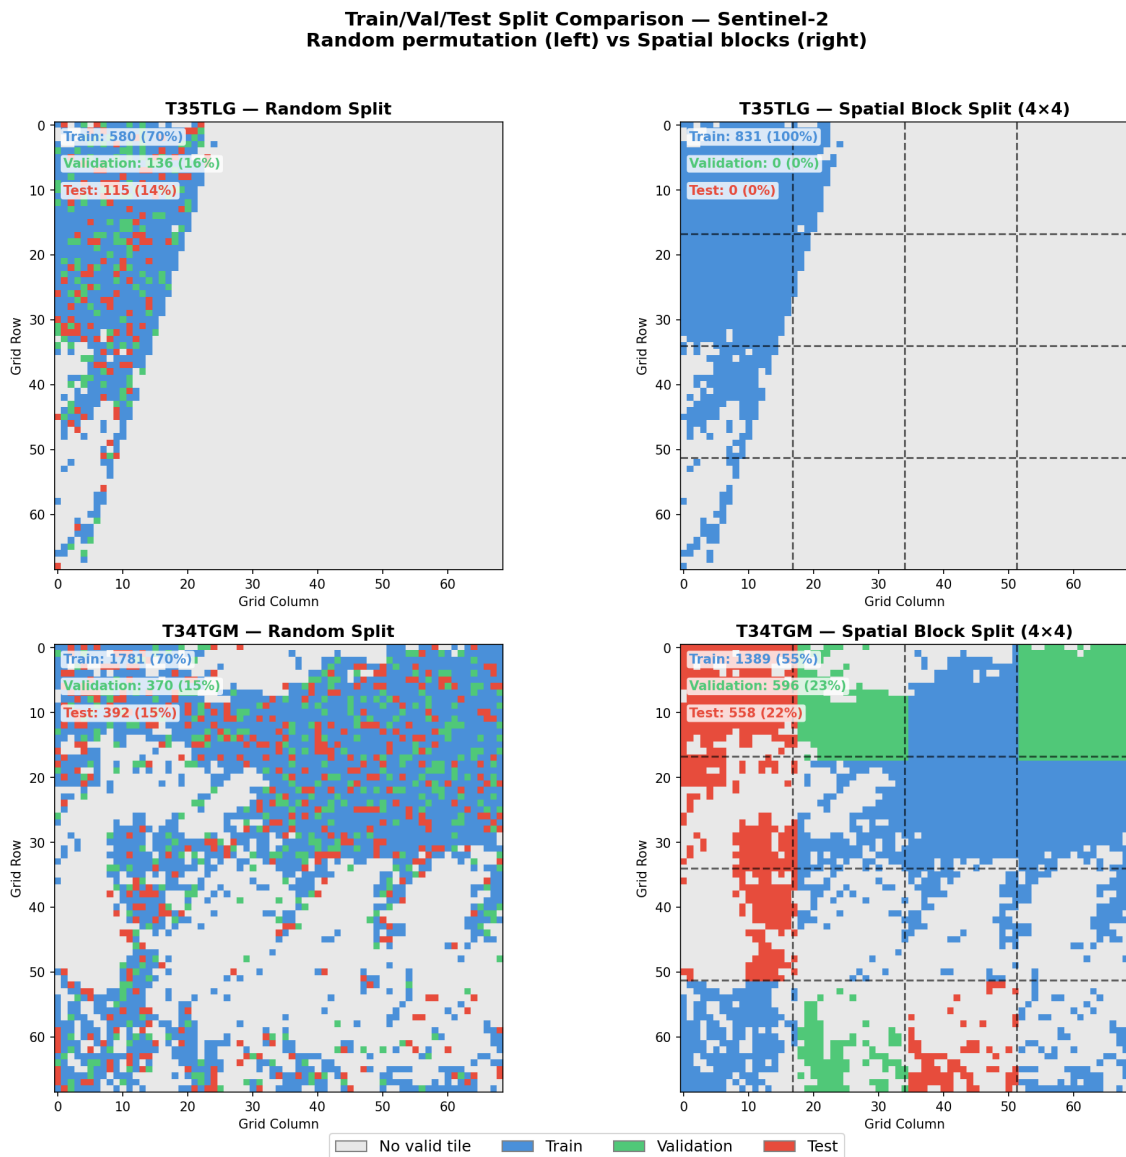 Train/Val/Test Split Comparison — Sentinel-2
Random permutation (left) vs Spatial blocks (right)
T35TLG — Random Split
Train: 580 (70%)
Validation: 136 (16%)
Test: 115 (14%)
0
10
20
30
40
50
60
Grid Row
0 10 20 30 40 50 60
Grid Column
T35TLG — Spatial Block Split (4×4)
Train: 831 (100%)
Validation: 0 (0%)
Test: 0 (0%)
0
10
20
30
40
50
60
Grid Row
0 10 20 30 40 50 60
Grid Column
T34TGM — Random Split
Train: 1781 (70%)
Validation: 370 (15%)
Test: 392 (15%)
0
10
20
30
40
50
60
Grid Row
0 10 20 30 40 50 60
Grid Column
T34TGM — Spatial Block Split (4×4)
Train: 1389 (55%)
Validation: 596 (23%)
Test: 558 (22%)
0
10
20
30
40
50
60
Grid Row
0 10 20 30 40 50 60
Grid Column
No valid tile Train Validation Test